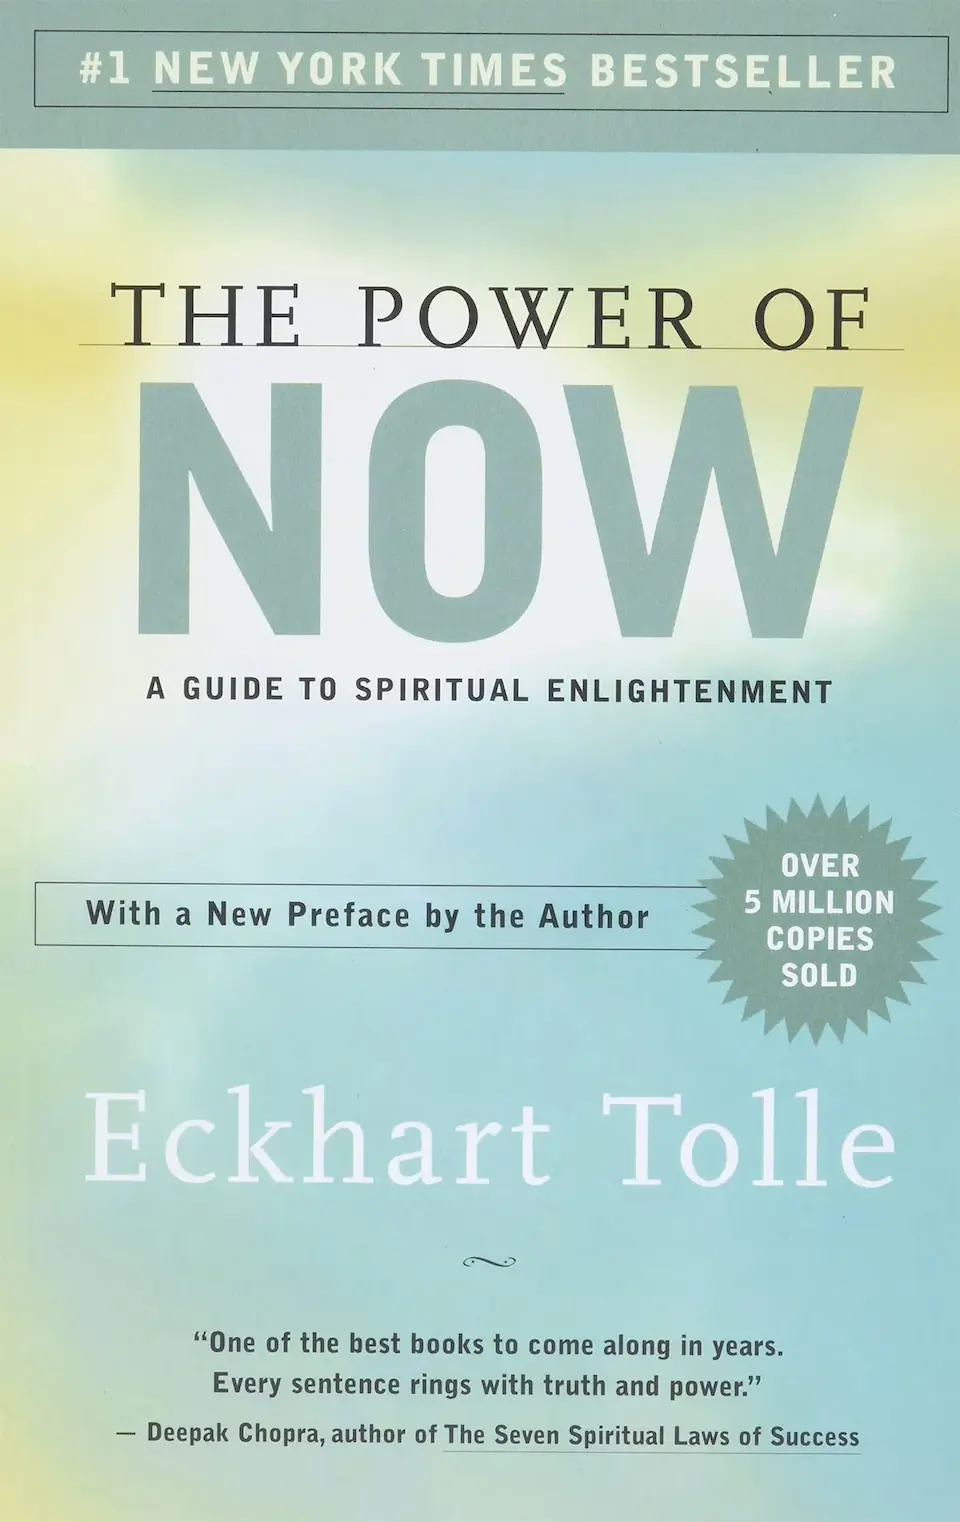 #1 NEW YORK TIMES BESTSELLER
THE POWER OF
NOW
A GUIDE TO SPIRITUAL ENLIGHTENMENT
With a New Preface by the Author
OVER
5 MILLION
COPIES
SOLD
Eckhart Tolle
“One of the best books to come along in years.
Every sentence rings with truth and power.”
— Deepak Chopra, author of The Seven Spiritual Laws of Success